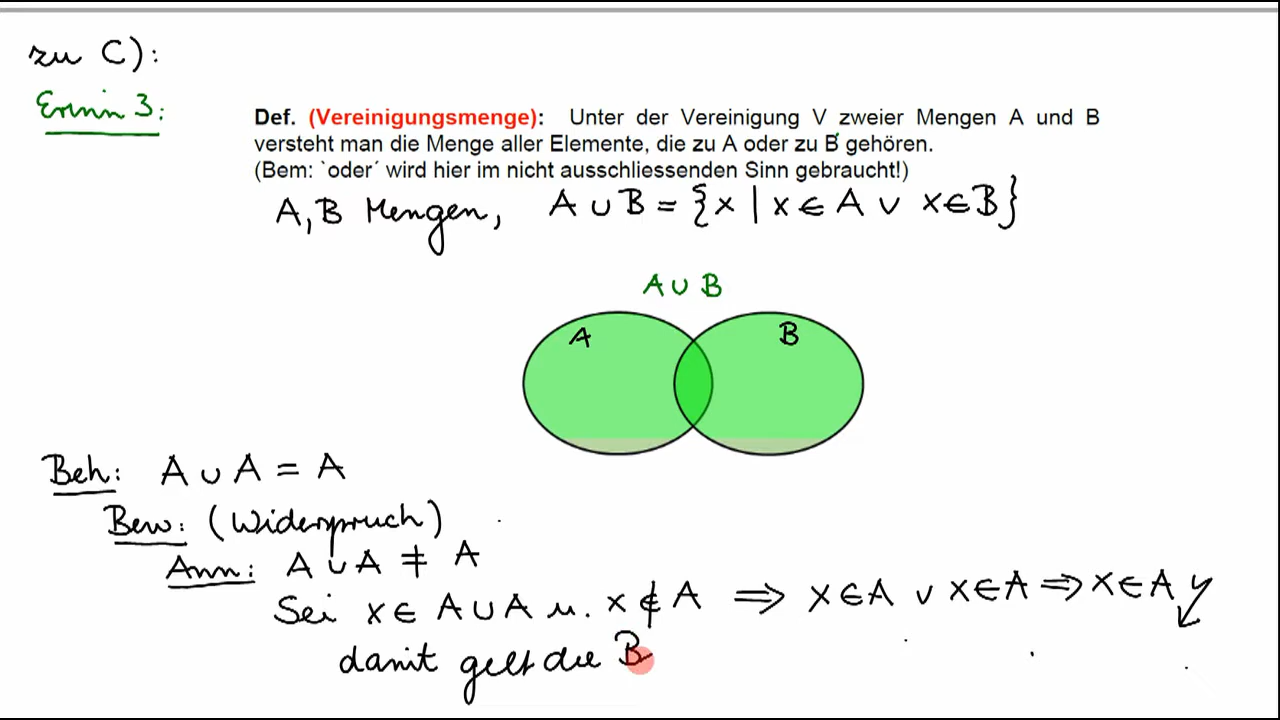 zu C):
Erinn 3:
Def. (Vereinigungsmenge): Unter der Vereinigung V zweier Mengen A und B
versteht man die Menge aller Elemente, die zu A oder zu B gehören.
(Bem: `oder´ wird hier im nicht ausschliessenden Sinn gebraucht!)
A, B Mengen, A ∪ B = {x | x ∈ A ∨ x ∈ B}
A ∪ B
A B
Beh: A ∪ A = A
Bew: (Widerspruch)
Ann: A ∪ A ≠ A
Sei x ∈ A ∪ A u. x ∉ A ⟹ x ∈ A ∨ x ∈ A ⟹ x ∈ A ↯
damit gilt die B